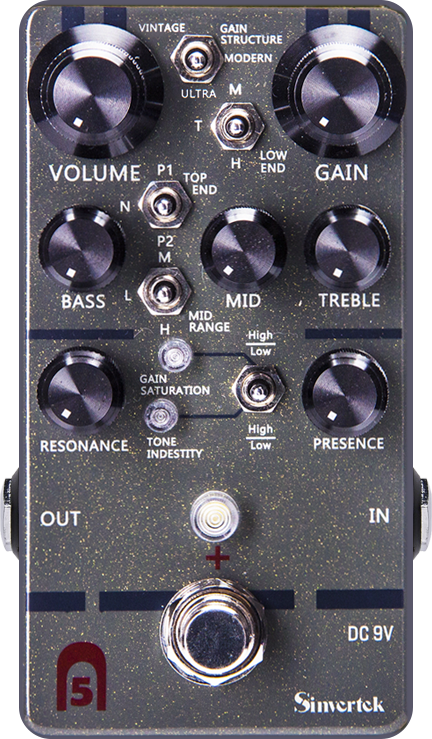 VINTAGE
GAIN
STRUCTURE
MODERN
ULTRA
M
T
H
LOW
END
VOLUME
GAIN
P1
TOP
END
N
P2
M
BASS
L
MID
TREBLE
H
MID
RANGE
High
Low
GAIN
SATURATION
TONE
INDESTITY
High
Low
RESONANCE
PRESENCE
OUT
IN
+
DC 9V
5
Sinvertek